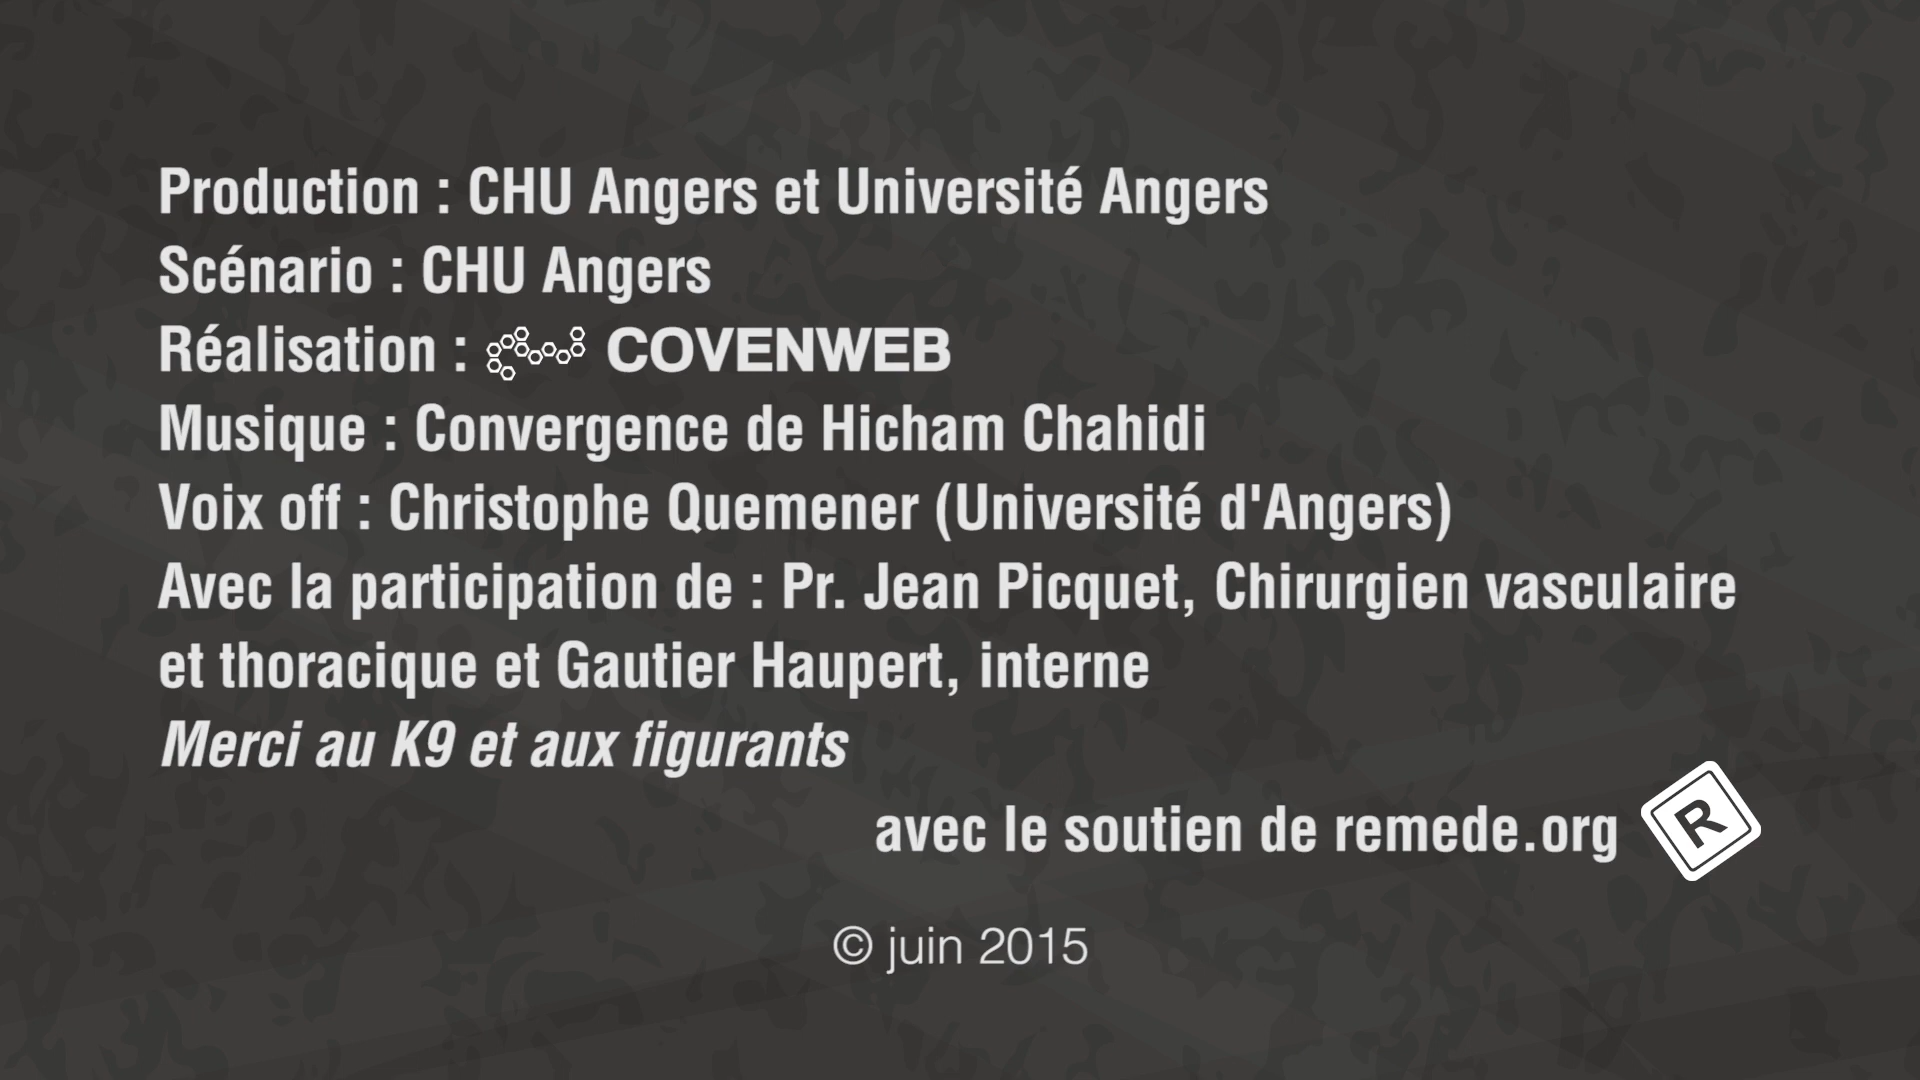 Production : CHU Angers et Université Angers
Scénario : CHU Angers
Réalisation : COVENWEB
Musique : Convergence de Hicham Chahidi
Voix off : Christophe Quemener (Université d'Angers)
Avec la participation de : Pr. Jean Picquet, Chirurgien vasculaire
et thoracique et Gautier Haupert, interne
Merci au K9 et aux figurants
avec le soutien de remede.org R
© juin 2015